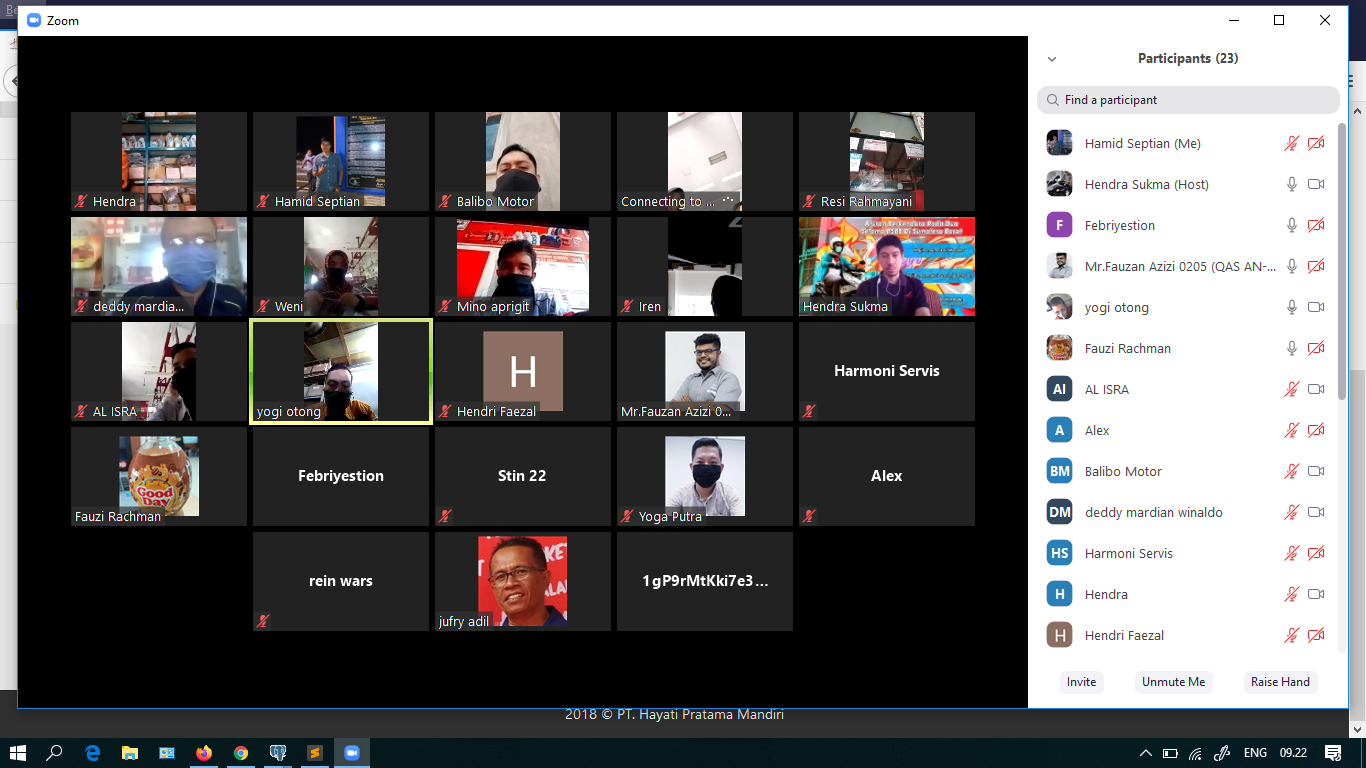 Zoom
Hendra
Hamid Septian
Balibo Motor
Connecting to ...
Resi Rahmayani
deddy mardia...
Weni
Mino aprigit
Iren
Hendra Sukma
AL ISRA
yogi otong
H
Hendri Faezal
Mr.Fauzan Azizi 0...
Harmoni Servis
Good Day
Fauzi Rachman
Febriyestion
Stin 22
Yoga Putra
Alex
rein wars
jufry adil
1gP9rMtKki7e3...
Participants (23)
Find a participant
Hamid Septian (Me)
Hendra Sukma (Host)
F Febriyestion
Mr.Fauzan Azizi 0205 (QAS AN-...
yogi otong
Fauzi Rachman
AI AL ISRA
A Alex
BM Balibo Motor
DM deddy mardian winaldo
HS Harmoni Servis
H Hendra
H Hendri Faezal
Invite Unmute Me Raise Hand
2018 © PT. Hayati Pratama Mandiri
ENG 09.22